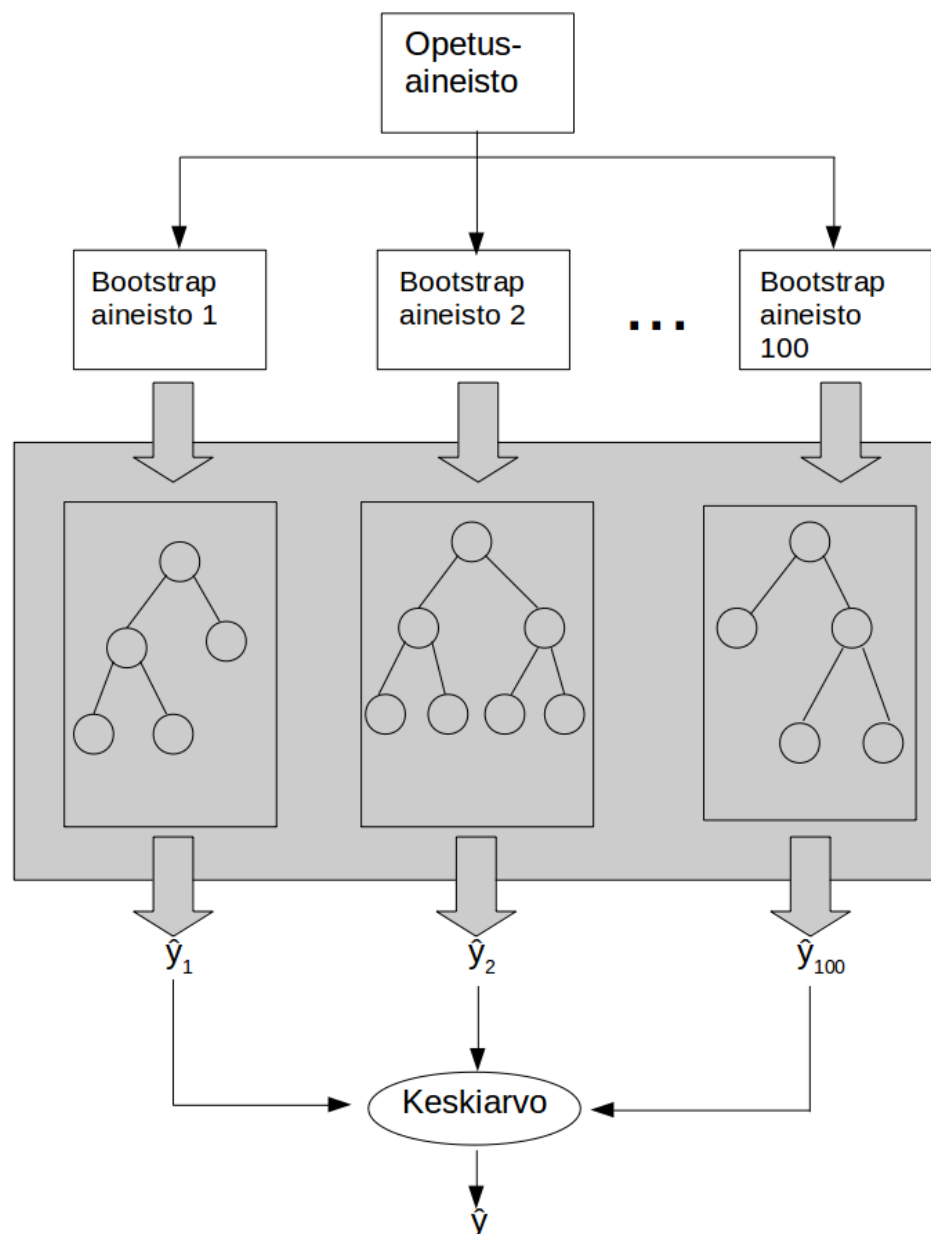 Opetus-
aineisto
Bootstrap
aineisto 1
Bootstrap
aineisto 2
...
Bootstrap
aineisto
100
ŷ1
ŷ2
ŷ100
Keskiarvo
ŷ